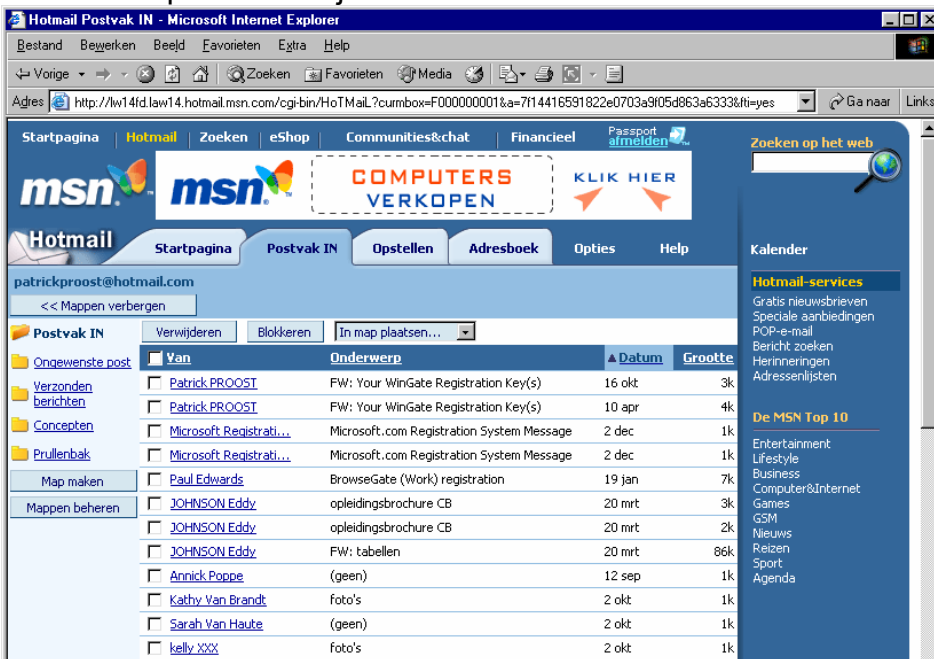 Hotmail Postvak IN - Microsoft Internet Explorer
Bestand Bewerken Beeld Favorieten Extra Help
Vorige Zoeken Favorieten Media
Adres http://lw14fd.law14.hotmail.msn.com/cgi-bin/HoTMaiL?curmbox=F000000001&a=7f14416591822e0703a9f05d863a6333&fti=yes Ga naar Links
Startpagina | Hotmail | Zoeken | eShop | Communities&chat | Financieel Passport afmelden
Zoeken op het web
msn msn COMPUTERS VERKOPEN KLIK HIER
Hotmail Startpagina Postvak IN Opstellen Adresboek Opties Help
patrickproost@hotmail.com
<< Mappen verbergen
Postvak IN
Ongewenste post
Verzonden berichten
Concepten
Prullenbak
Map maken
Mappen beheren
Verwijderen Blokkeren In map plaatsen...
Van Onderwerp Datum Grootte
Patrick PROOST FW: Your WinGate Registration Key(s) 16 okt 3k
Patrick PROOST FW: Your WinGate Registration Key(s) 10 apr 4k
Microsoft Registrati... Microsoft.com Registration System Message 2 dec 1k
Microsoft Registrati... Microsoft.com Registration System Message 2 dec 1k
Paul Edwards BrowseGate (Work) registration 19 jan 7k
JOHNSON Eddy opleidingsbrochure CB 20 mrt 3k
JOHNSON Eddy opleidingsbrochure CB 20 mrt 2k
JOHNSON Eddy FW: tabellen 20 mrt 86k
Annick Poppe (geen) 12 sep 1k
Kathy Van Brandt foto's 2 okt 1k
Sarah Van Haute (geen) 2 okt 1k
kelly XXX foto's 2 okt 1k
Kalender
Hotmail-services
Gratis nieuwsbrieven
Speciale aanbiedingen
POP-e-mail
Bericht zoeken
Herinneringen
Adressenlijsten
De MSN Top 10
Entertainment
Lifestyle
Business
Computer&Internet
Games
GSM
Nieuws
Reizen
Sport
Agenda